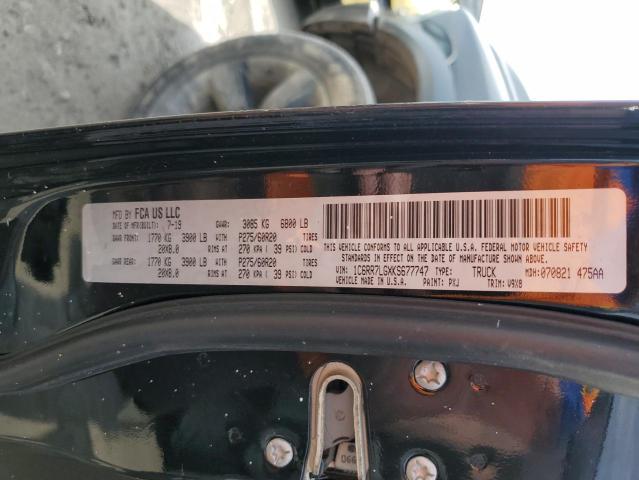 MFD BY FCA US LLC
DATE OF MFR(BUILT): 7-19 GVWR: 3085 KG 6800 LB
GAWR FRONT: 1770 KG 3900 LB WITH P275/60R20 TIRES
20X8.0 RIMS AT 270 KPA ( 39 PSI) COLD
GAWR REAR: 1770 KG 3900 LB WITH P275/60R20 TIRES
20X8.0 RIMS AT 270 KPA ( 39 PSI) COLD
THIS VEHICLE CONFORMS TO ALL APPLICABLE U.S.A. FEDERAL MOTOR VEHICLE SAFETY
STANDARDS IN EFFECT ON THE DATE OF MANUFACTURE SHOWN ABOVE
VIN: 1C6RR7LGXKS677747 TYPE: TRUCK MDH: 070821 475AA
VEHICLE MADE IN U.S.A. PAINT: PXJ TRIM: V9X8